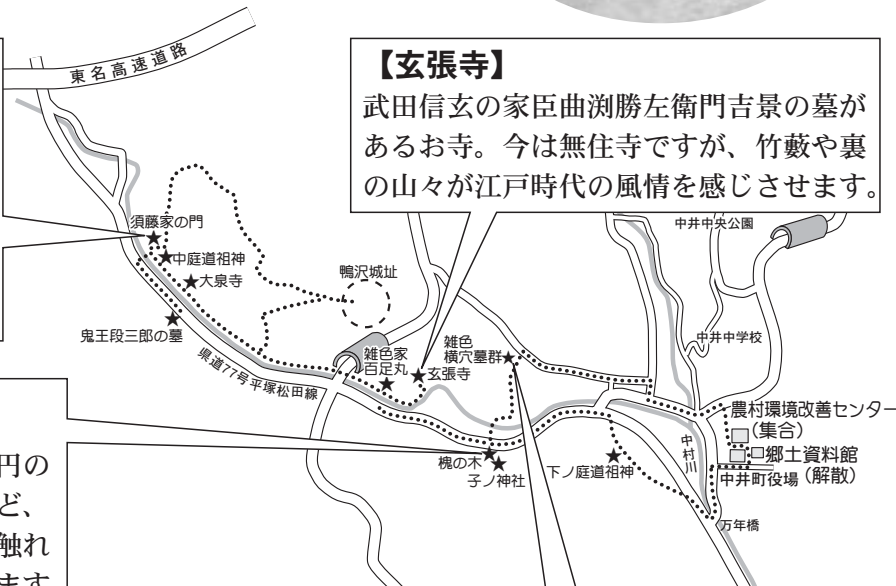 東名高速道路
【玄張寺】
武田信玄の家臣曲渕勝左衛門吉景の墓が
あるお寺。今は無住寺ですが、竹藪や裏
の山々が江戸時代の風情を感じさせます。
中井中央公園
須藤家の門
中庭道祖神
大泉寺
鴨沢城址
鬼王段三郎の墓
県道77号平塚松田線
雑色家
百足丸
玄張寺
雑色
横穴墓群
中井中学校
農村環境改善センター
(集合)
郷土資料館
(解散)
中井町役場
中村川
槐の木
子ノ神社
下ノ庭道祖神
万年橋
円の
ど、
触れ
ます